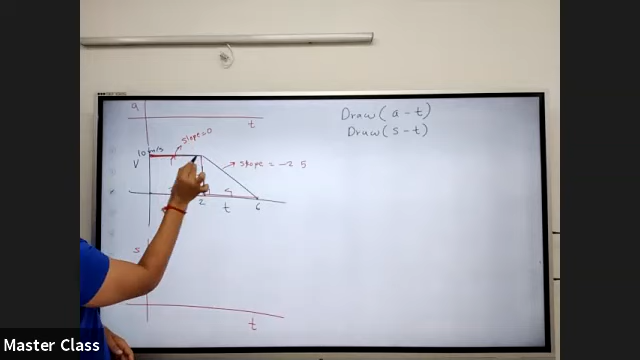 a
t
Draw ( a - t )
Draw ( s - t )
10 m/s
slope = 0
V
slope = -2.5
4
2
t
6
s
t
Master Class